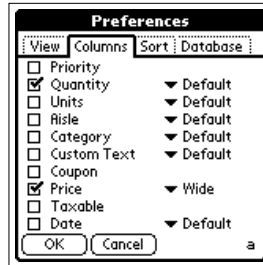 Preferences
View Columns Sort Database
Priority
Quantity Default
Units Default
Aisle Default
Category Default
Custom Text Default
Coupon
Price Wide
Taxable
Date Default
OK Cancel a